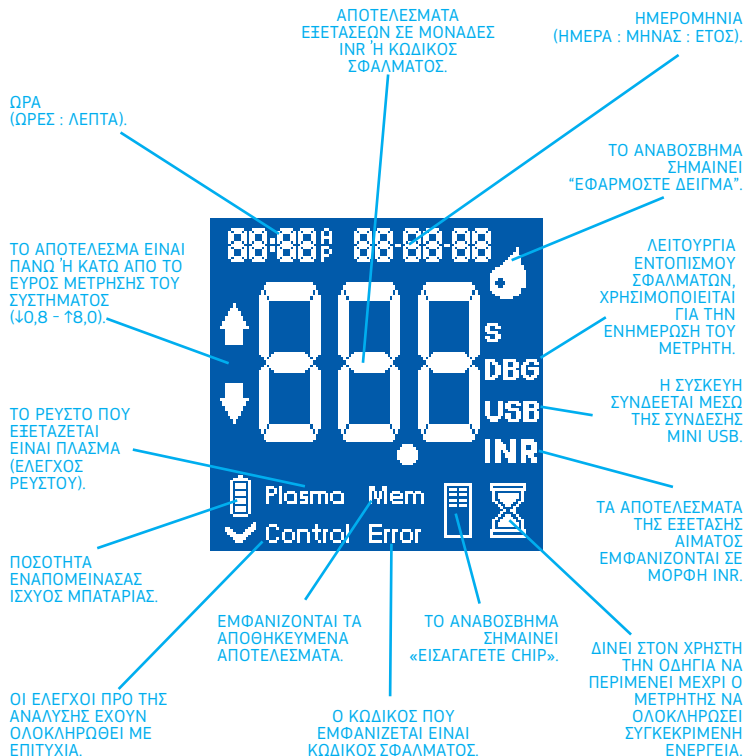 ΑΠΟΤΕΛΕΣΜΑΤΑ
ΕΞΕΤΑΣΕΩΝ ΣΕ ΜΟΝΑΔΕΣ
INR Ή ΚΩΔΙΚΟΣ
ΣΦΑΛΜΑΤΟΣ.
ΗΜΕΡΟΜΗΝΙΑ
(ΗΜΕΡΑ : ΜΗΝΑΣ : ΕΤΟΣ).
ΩΡΑ
(ΩΡΕΣ : ΛΕΠΤΑ).
ΤΟ ΑΝΑΒΟΣΒΗΜΑ
ΣΗΜΑΙΝΕΙ
"ΕΦΑΡΜΟΣΤΕ ΔΕΙΓΜΑ".
ΤΟ ΑΠΟΤΕΛΕΣΜΑ ΕΙΝΑΙ
ΠΑΝΩ Ή ΚΑΤΩ ΑΠΟ ΤΟ
ΕΥΡΟΣ ΜΕΤΡΗΣΗΣ ΤΟΥ
ΣΥΣΤΗΜΑΤΟΣ
(↓0,8 - ↑8,0).
ΛΕΙΤΟΥΡΓΙΑ
ΕΝΤΟΠΙΣΜΟΥ
ΣΦΑΛΜΑΤΩΝ,
ΧΡΗΣΙΜΟΠΟΙΕΙΤΑΙ
ΓΙΑ ΤΗΝ
ΕΝΗΜΕΡΩΣΗ ΤΟΥ
ΜΕΤΡΗΤΗ.
88:88 A P 88-88-88
88.8
S
DBG
USB
INR
Plasma Mem
Control Error
Η ΣΥΣΚΕΥΗ
ΣΥΝΔΕΕΤΑΙ ΜΕΣΩ
ΤΗΣ ΣΥΝΔΕΣΗΣ
MINI USB.
ΤΟ ΡΕΥΣΤΟ ΠΟΥ
ΕΞΕΤΑΖΕΤΑΙ
ΕΙΝΑΙ ΠΛΑΣΜΑ
(ΕΛΕΓΧΟΣ
ΡΕΥΣΤΟΥ).
ΤΑ ΑΠΟΤΕΛΕΣΜΑΤΑ
ΤΗΣ ΕΞΕΤΑΣΗΣ
ΑΙΜΑΤΟΣ
ΕΜΦΑΝΙΖΟΝΤΑΙ ΣΕ
ΜΟΡΦΗ INR.
ΠΟΣΟΤΗΤΑ
ΕΝΑΠΟΜΕΙΝΑΣΑΣ
ΙΣΧΥΟΣ ΜΠΑΤΑΡΙΑΣ.
ΕΜΦΑΝΙΖΟΝΤΑΙ ΤΑ
ΑΠΟΘΗΚΕΥΜΕΝΑ
ΑΠΟΤΕΛΕΣΜΑΤΑ.
ΤΟ ΑΝΑΒΟΣΒΗΜΑ
ΣΗΜΑΙΝΕΙ
«ΕΙΣΑΓΑΓΕΤΕ CHIP».
ΔΙΝΕΙ ΣΤΟΝ ΧΡΗΣΤΗ
ΤΗΝ ΟΔΗΓΙΑ ΝΑ
ΠΕΡΙΜΕΝΕΙ ΜΕΧΡΙ Ο
ΜΕΤΡΗΤΗΣ ΝΑ
ΟΛΟΚΛΗΡΩΣΕΙ
ΣΥΓΚΕΚΡΙΜΕΝΗ
ΕΝΕΡΓΕΙΑ.
ΟΙ ΕΛΕΓΧΟΙ ΠΡΟ ΤΗΣ
ΑΝΑΛΥΣΗΣ ΕΧΟΥΝ
ΟΛΟΚΛΗΡΩΘΕΙ ΜΕ
ΕΠΙΤΥΧΙΑ.
Ο ΚΩΔΙΚΟΣ ΠΟΥ
ΕΜΦΑΝΙΖΕΤΑΙ ΕΙΝΑΙ
ΚΩΔΙΚΟΣ ΣΦΑΛΜΑΤΟΣ.